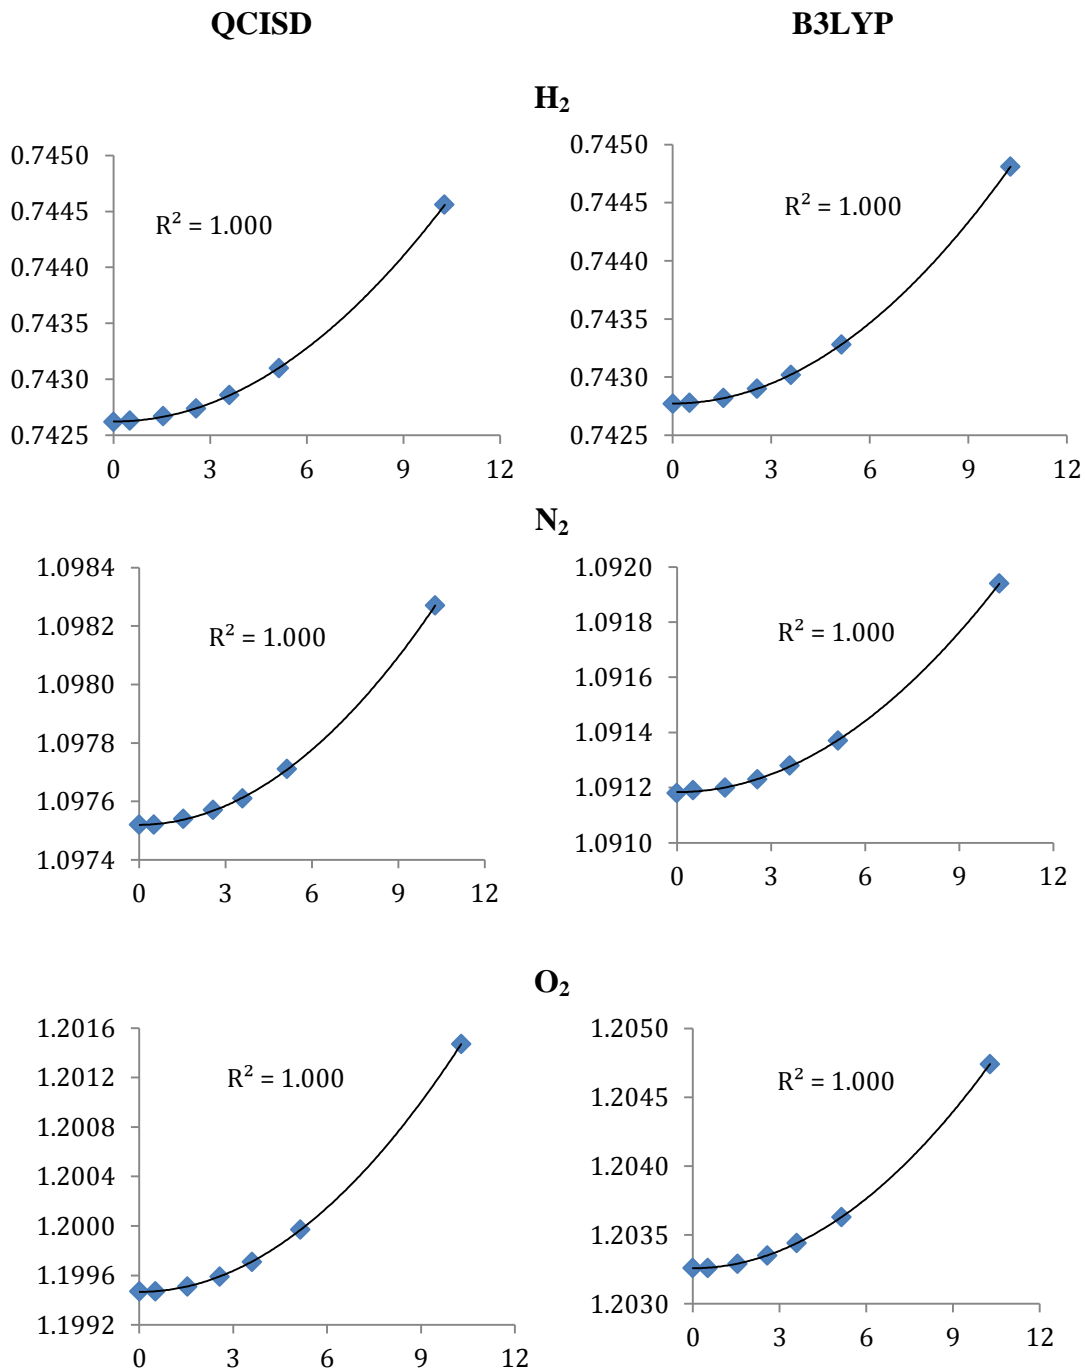 QCISD B3LYP
H₂
0.7450
0.7445
0.7440
0.7435
0.7430
0.7425
0 3 6 9 12
R² = 1.000
0.7450
0.7445
0.7440
0.7435
0.7430
0.7425
0 3 6 9 12
R² = 1.000
N₂
1.0984
1.0982
1.0980
1.0978
1.0976
1.0974
0 3 6 9 12
R² = 1.000
1.0920
1.0918
1.0916
1.0914
1.0912
1.0910
0 3 6 9 12
R² = 1.000
O₂
1.2016
1.2012
1.2008
1.2004
1.2000
1.1996
1.1992
0 3 6 9 12
R² = 1.000
1.2050
1.2045
1.2040
1.2035
1.2030
0 3 6 9 12
R² = 1.000